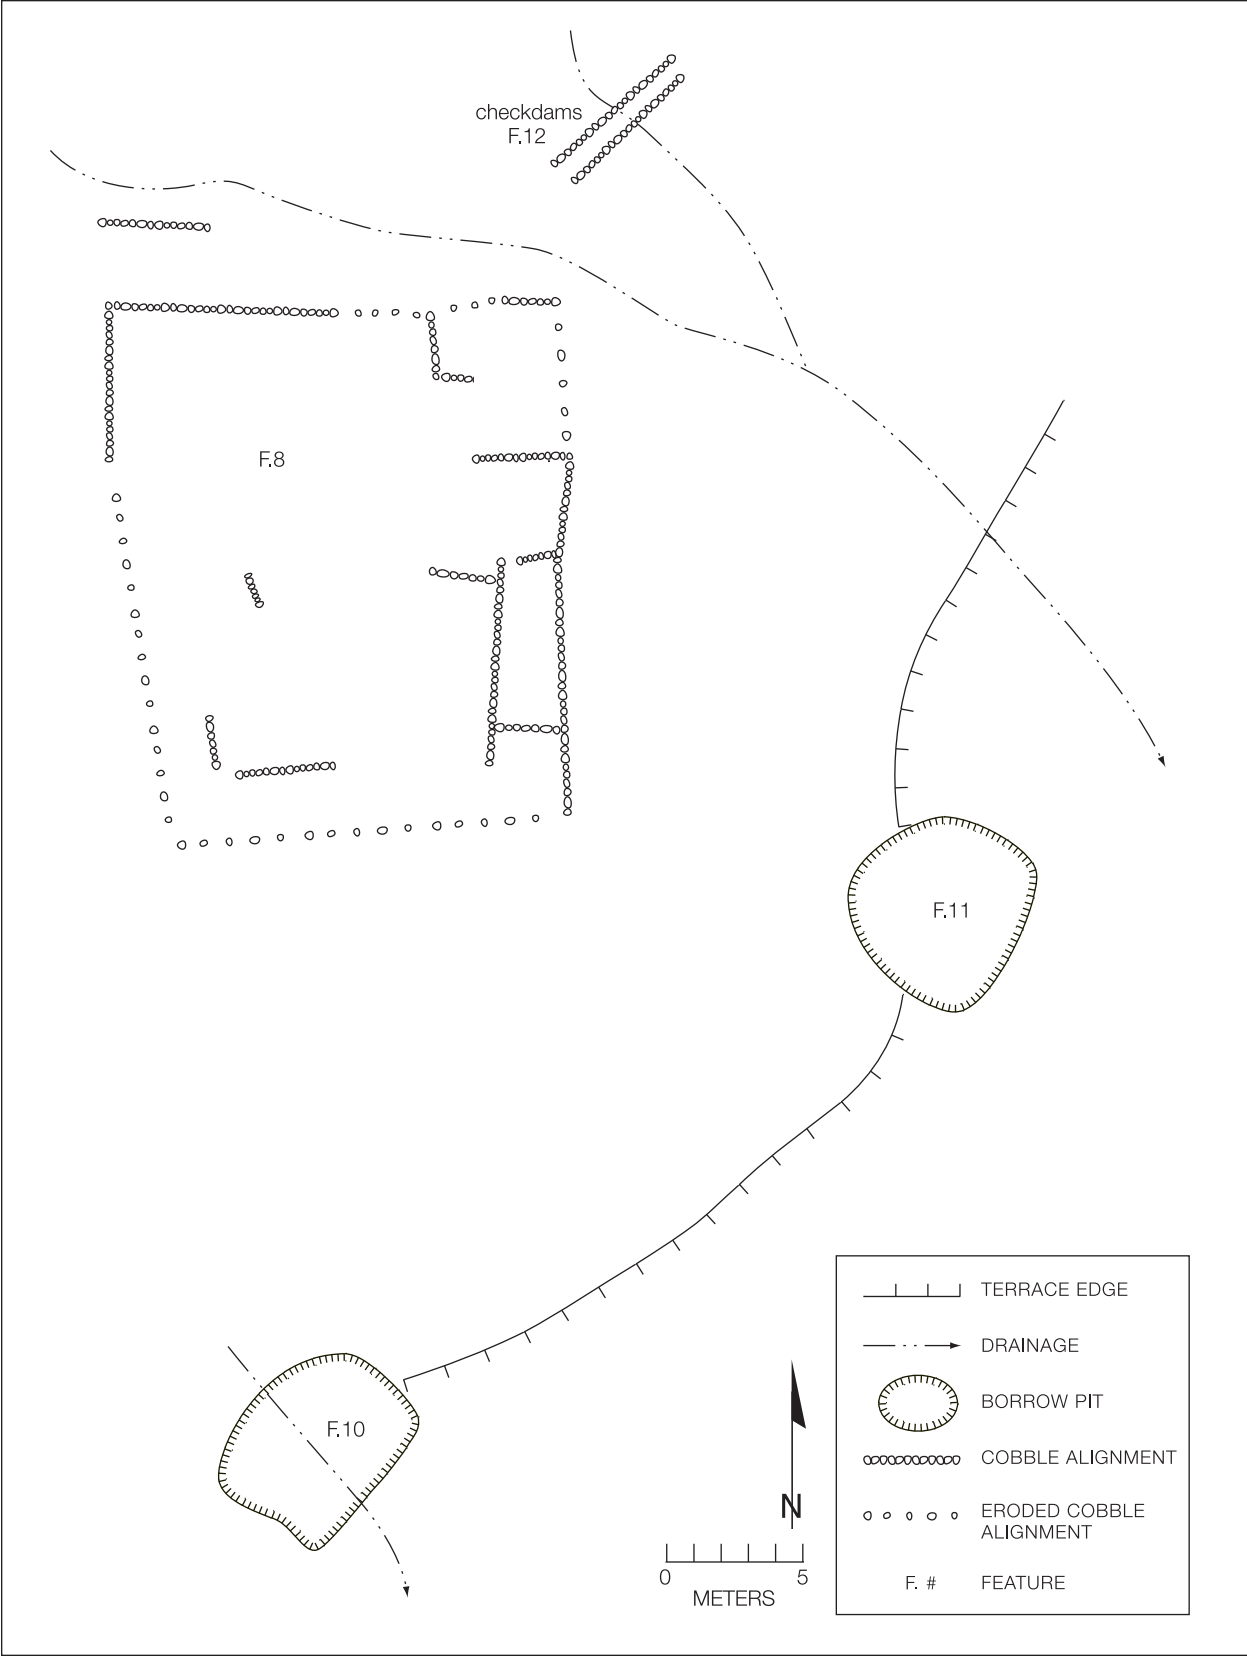 checkdams
F.12
F.8
F.11
F.10
TERRACE EDGE
DRAINAGE
BORROW PIT
COBBLE ALIGNMENT
ERODED COBBLE
ALIGNMENT
F. # FEATURE
N
0 5
METERS